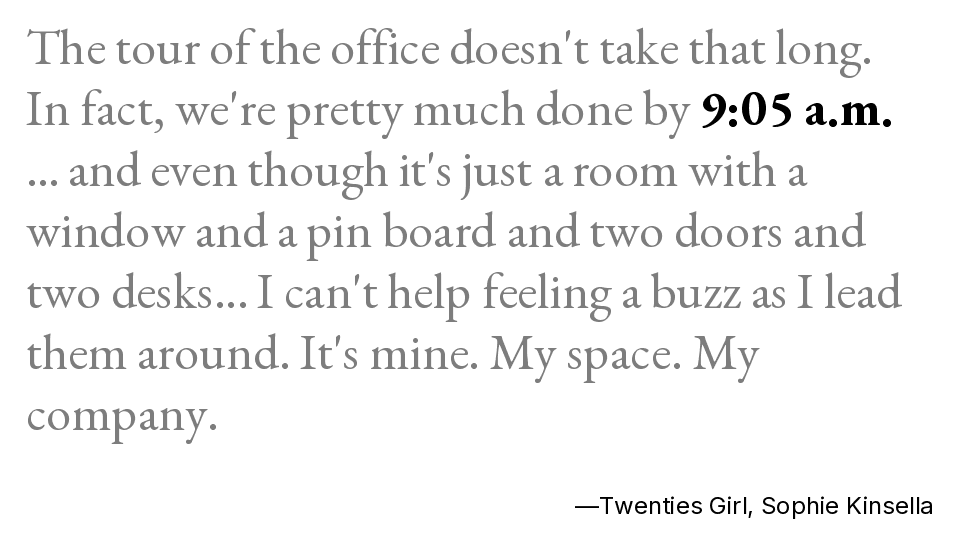 The tour of the office doesn't take that long.
In fact, we're pretty much done by 9:05 a.m.
... and even though it's just a room with a
window and a pin board and two doors and
two desks... I can't help feeling a buzz as I lead
them around. It's mine. My space. My
company.
—Twenties Girl, Sophie Kinsella